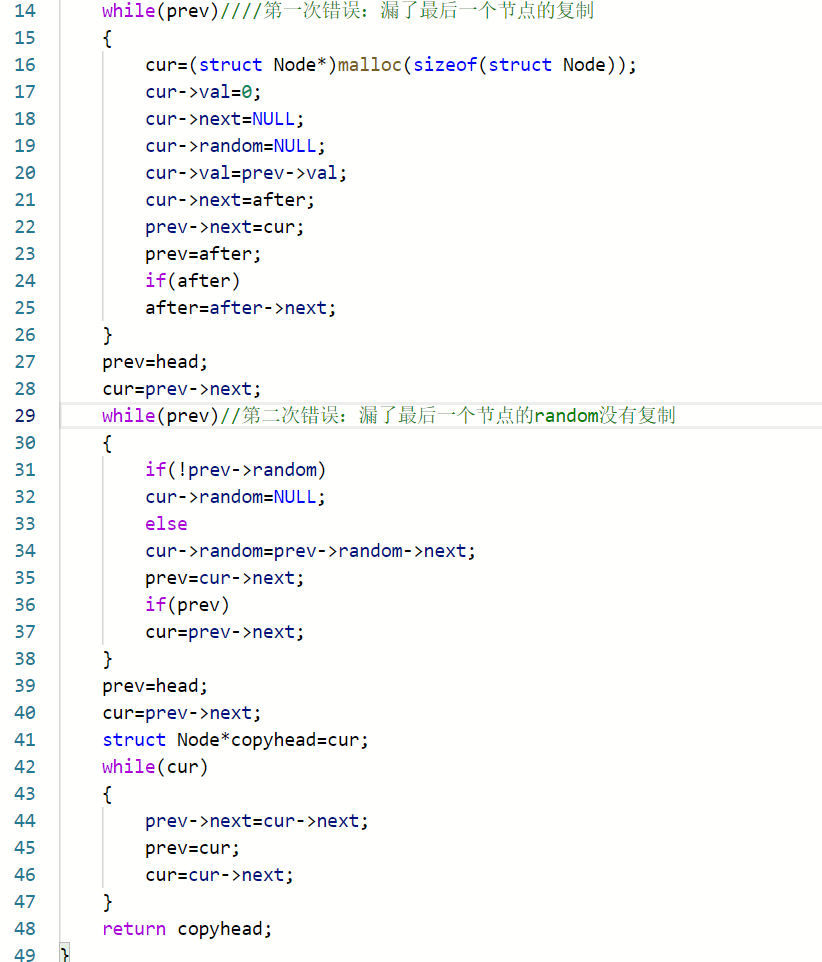 14 while(prev)////第一次错误：漏了最后一个节点的复制
15 {
16 cur=(struct Node*)malloc(sizeof(struct Node));
17 cur->val=0;
18 cur->next=NULL;
19 cur->random=NULL;
20 cur->val=prev->val;
21 cur->next=after;
22 prev->next=cur;
23 prev=after;
24 if(after)
25 after=after->next;
26 }
27 prev=head;
28 cur=prev->next;
29 while(prev)//第二次错误：漏了最后一个节点的random没有复制
30 {
31 if(!prev->random)
32 cur->random=NULL;
33 else
34 cur->random=prev->random->next;
35 prev=cur->next;
36 if(prev)
37 cur=prev->next;
38 }
39 prev=head;
40 cur=prev->next;
41 struct Node*copyhead=cur;
42 while(cur)
43 {
44 prev->next=cur->next;
45 prev=cur;
46 cur=cur->next;
47 }
48 return copyhead;
49 }